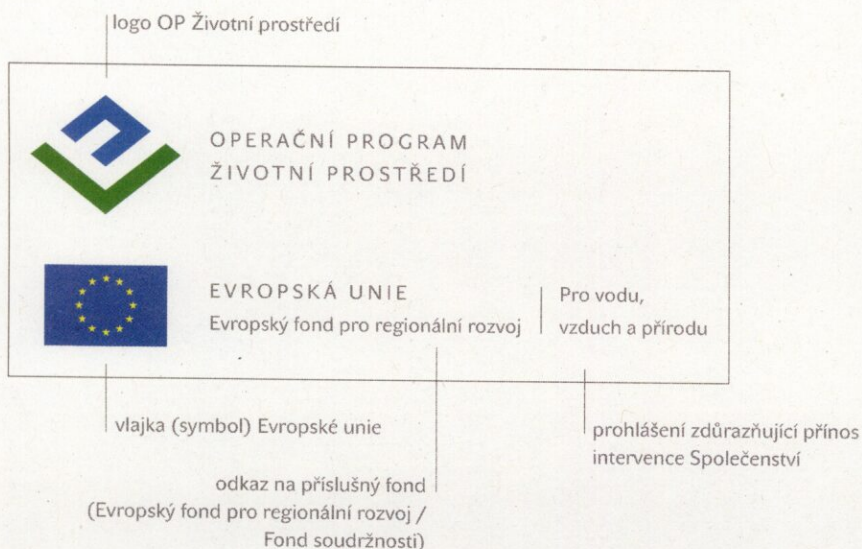 logo OP Životní prostředí
OPERAČNÍ PROGRAM
ŽIVOTNÍ PROSTŘEDÍ
EVROPSKÁ UNIE
Evropský fond pro regionální rozvoj
Pro vodu,
vzduch a přírodu
vlajka (symbol) Evropské unie
prohlášení zdůrazňující přínos
intervence Společenství
odkaz na příslušný fond
(Evropský fond pro regionální rozvoj /
Fond soudržnosti)